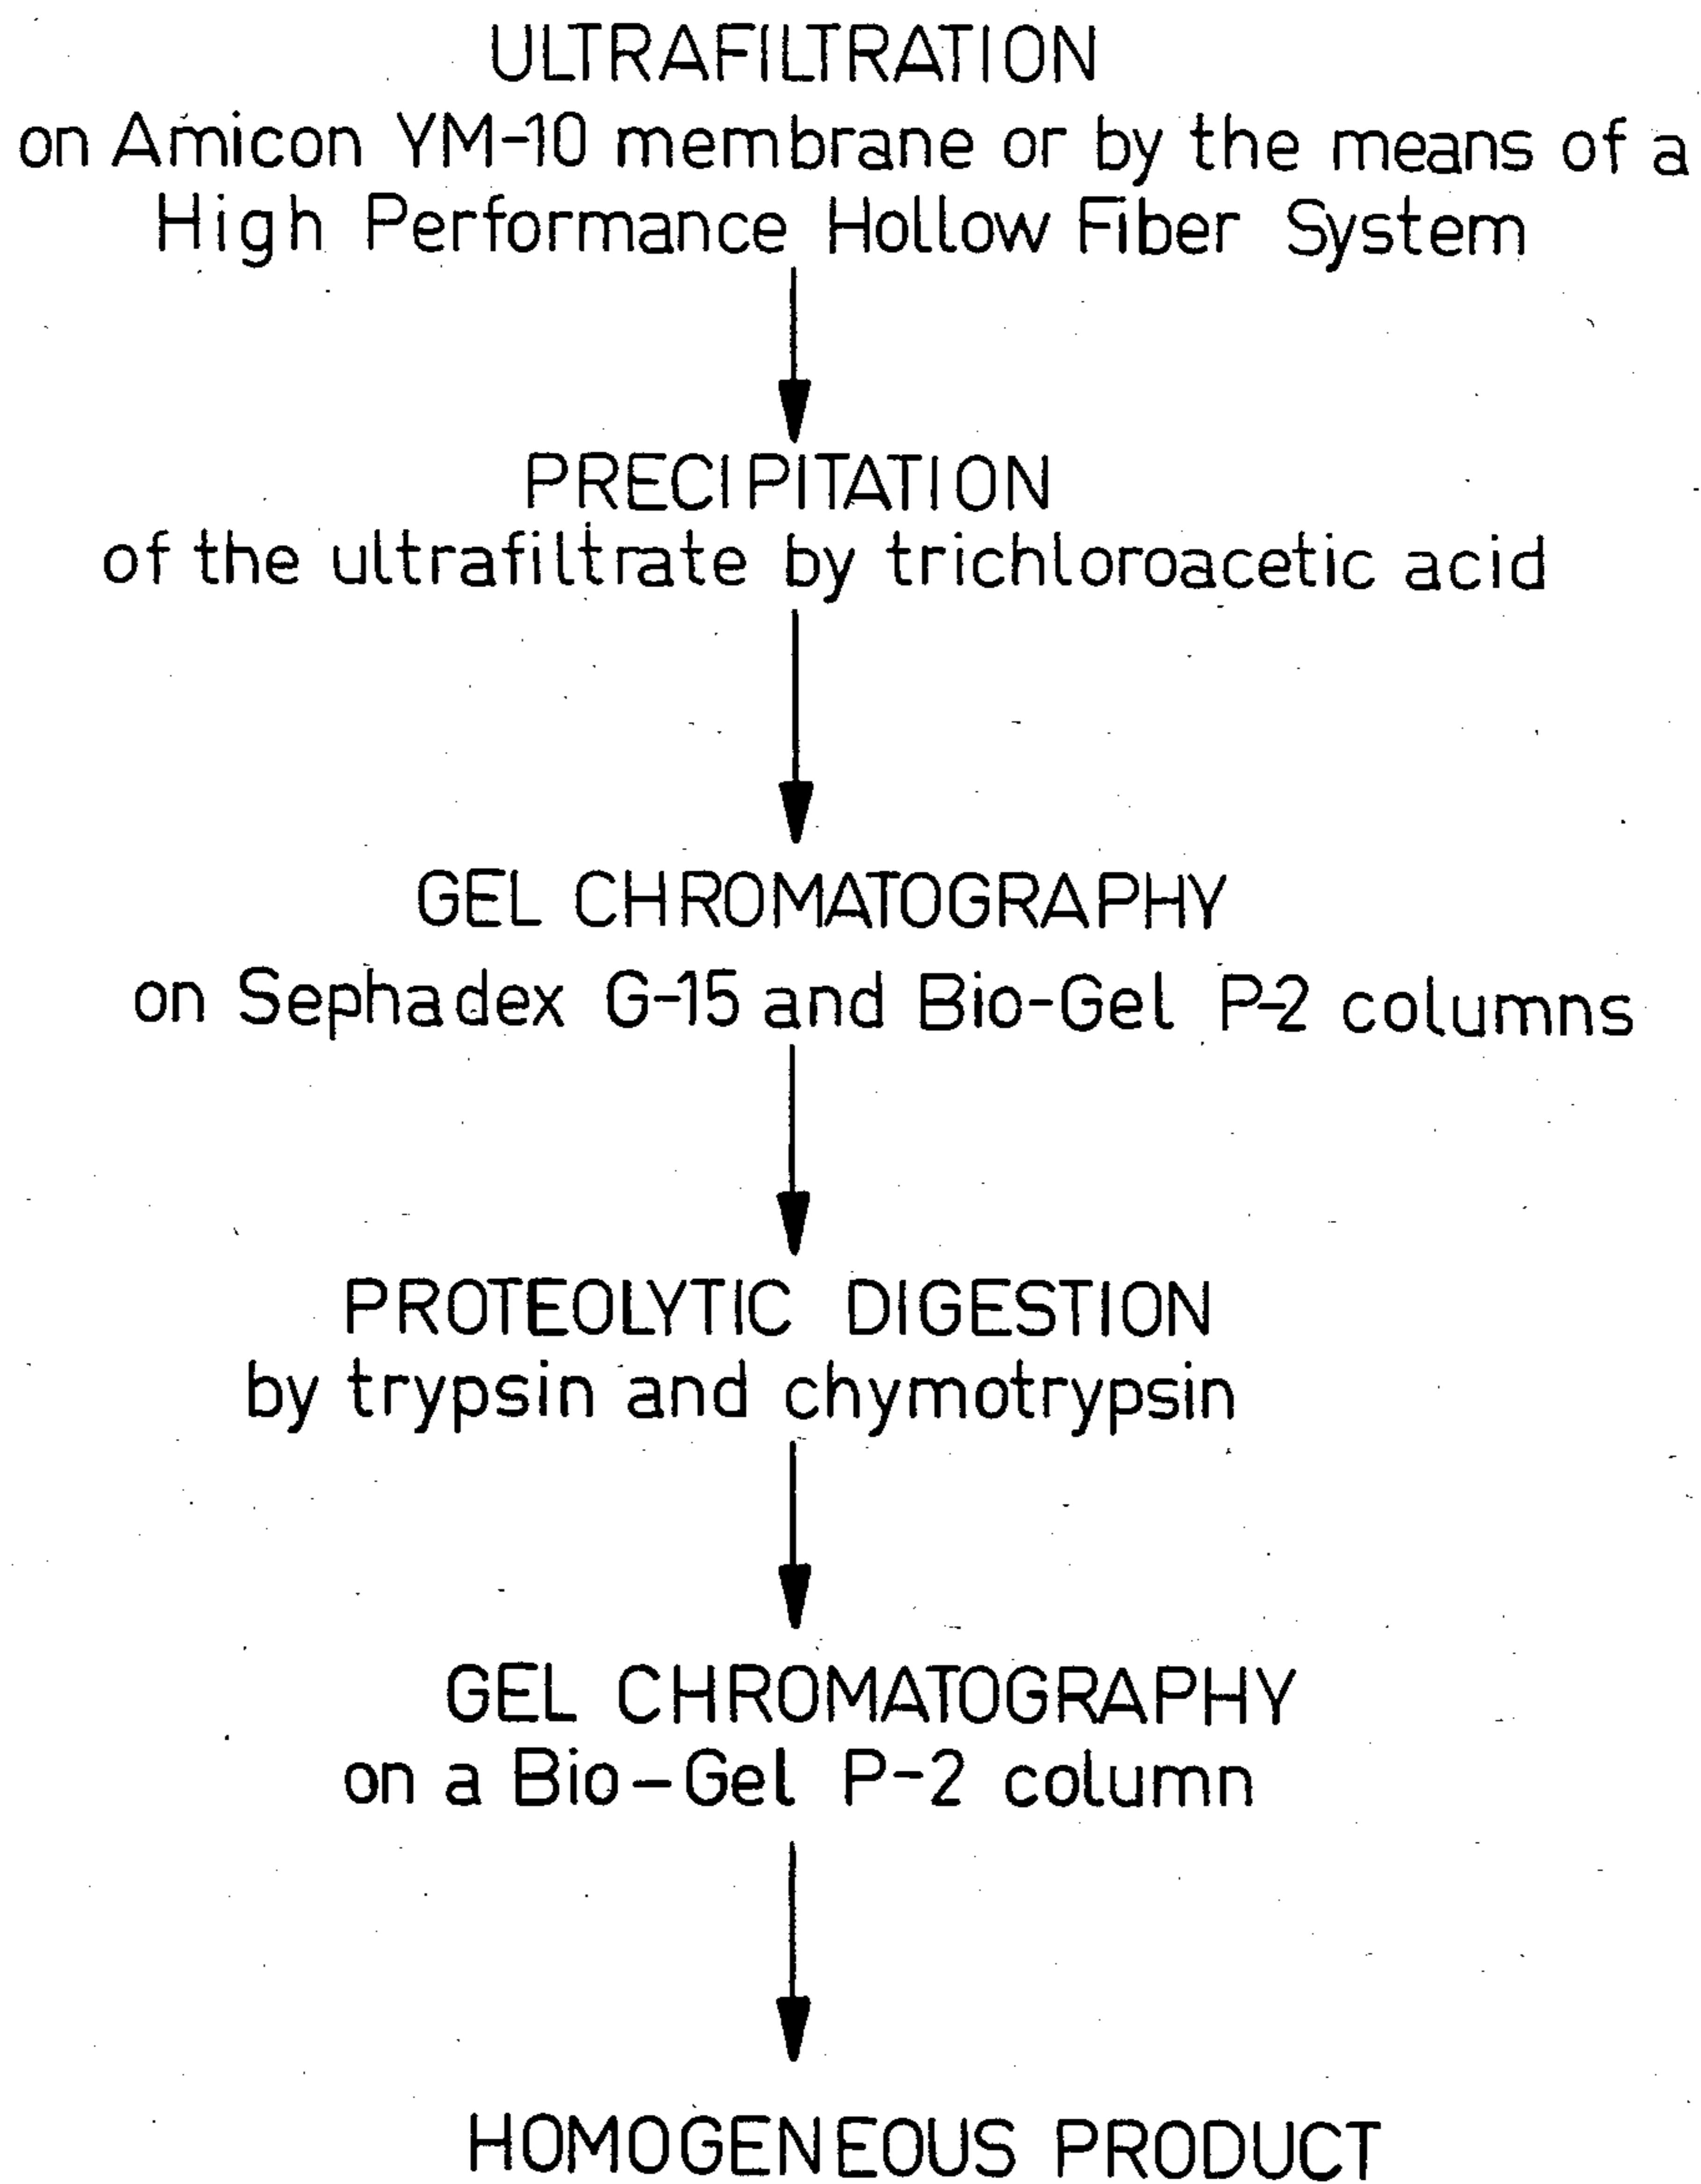 ULTRAFILTRATION
on Amicon YM-10 membrane or by the means of a
High Performance Hollow Fiber System
PRECIPITATION
of the ultrafiltrate by trichloroacetic acid
GEL CHROMATOGRAPHY
on Sephadex G-15 and Bio-Gel P-2 columns
PROTEOLYTIC DIGESTION
by trypsin and chymotrypsin
GEL CHROMATOGRAPHY
on a Bio-Gel P-2 column
HOMOGENEOUS PRODUCT